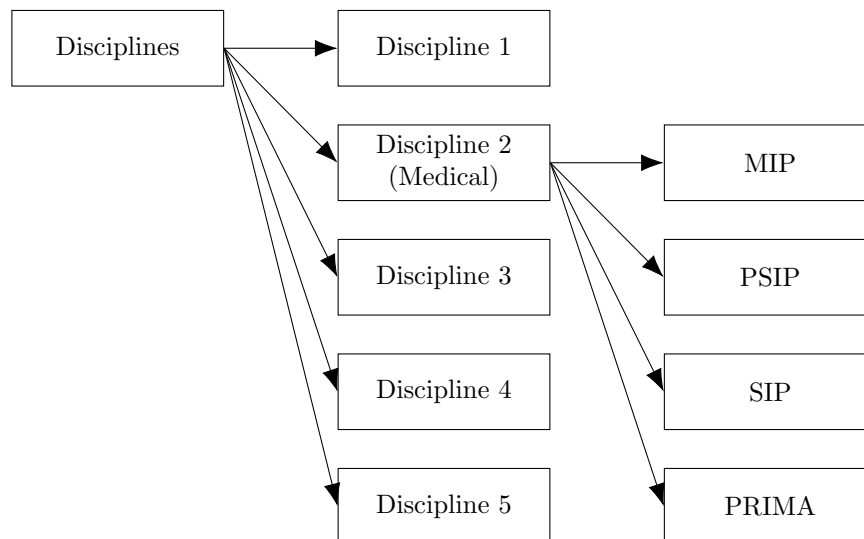 Disciplines
Discipline 1
Discipline 2
(Medical)
MIP
Discipline 3
PSIP
Discipline 4
SIP
Discipline 5
PRIMA